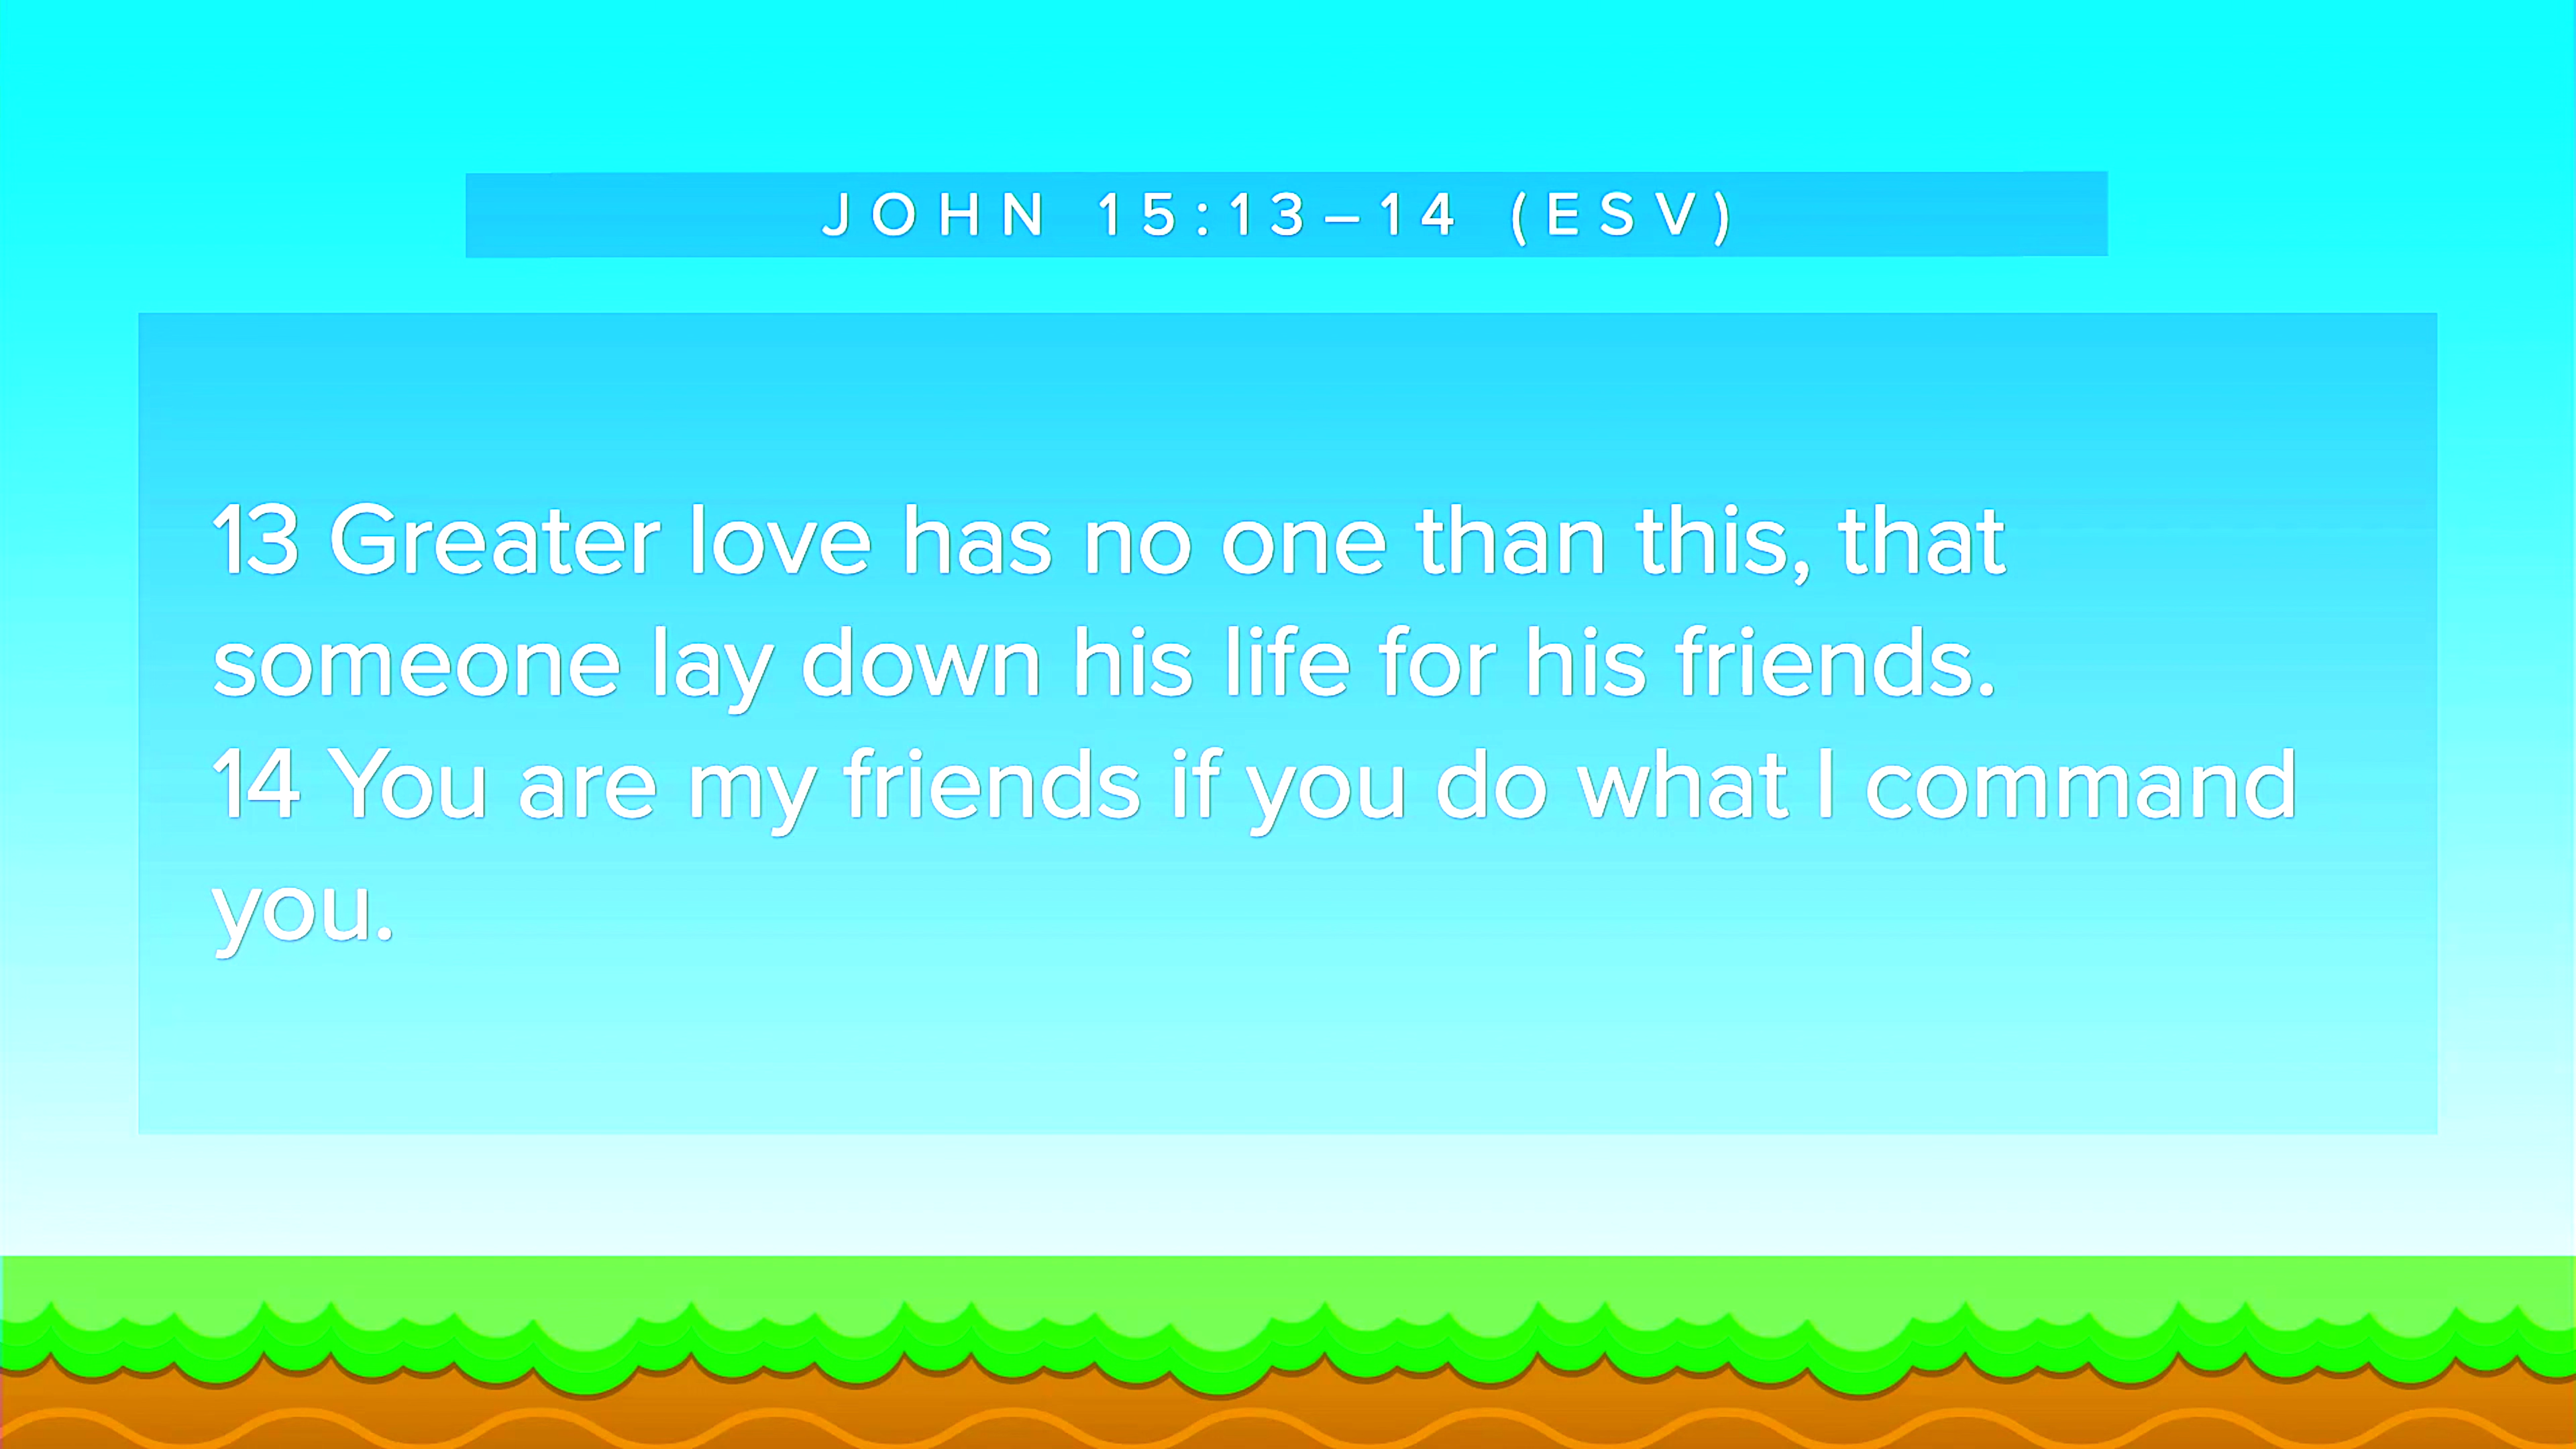 JOHN 15:13–14 (ESV)
13 Greater love has no one than this, that
someone lay down his life for his friends.
14 You are my friends if you do what I command
you.